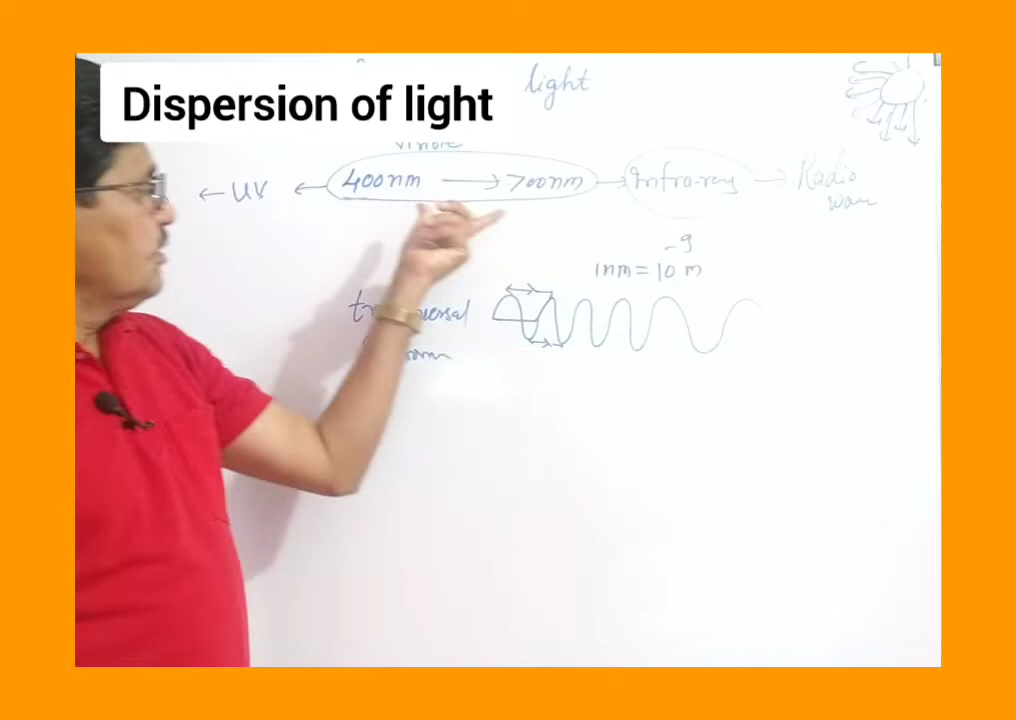 Dispersion of light
light
← UV ← 400nm → 700nm → Infra-ray → Radio
wave
-9
1nm = 10 m